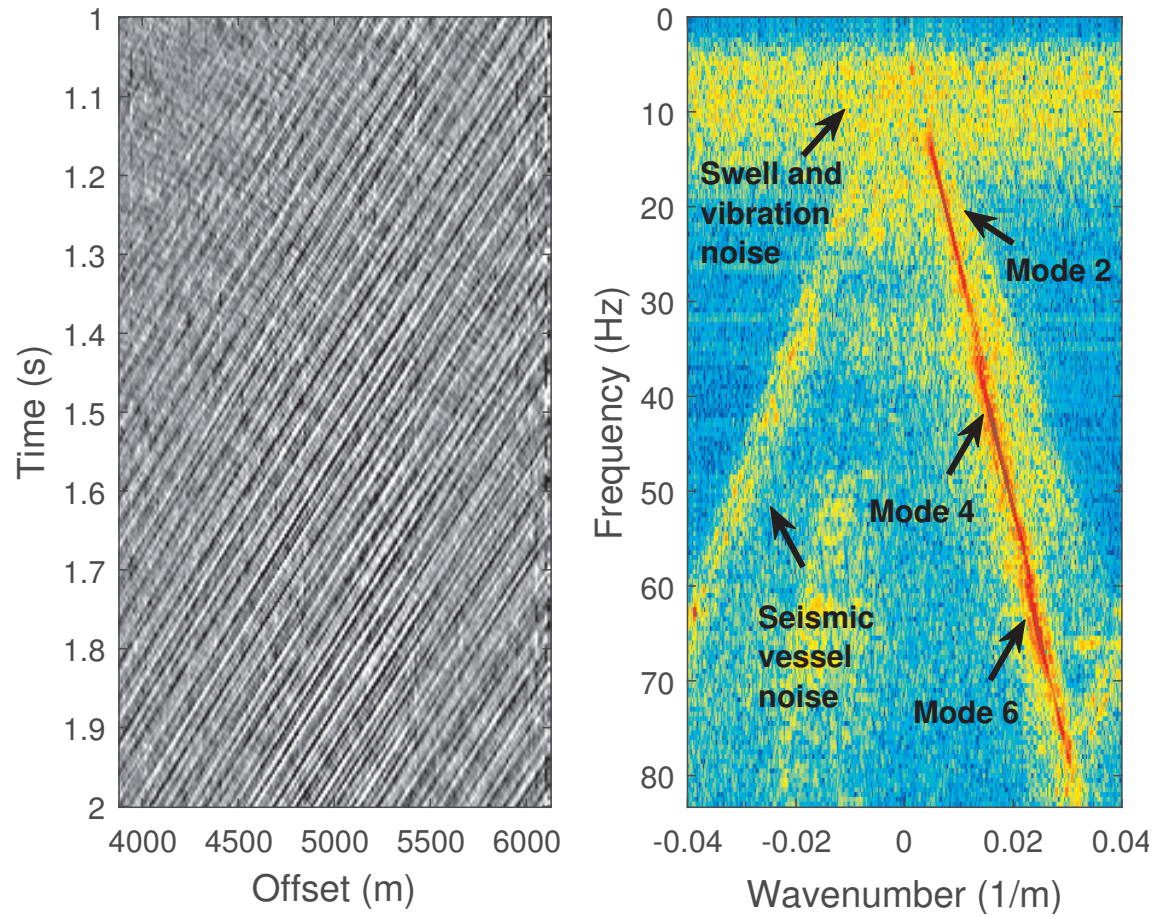 1
1.1
1.2
1.3
1.4
1.5
1.6
1.7
1.8
1.9
2
Time (s)
4000 4500 5000 5500 6000
Offset (m)
0
10
20
30
40
50
60
70
80
Frequency (Hz)
-0.04 -0.02 0 0.02 0.04
Wavenumber (1/m)
Swell and
vibration
noise
Mode 2
Mode 4
Seismic
vessel
noise
Mode 6